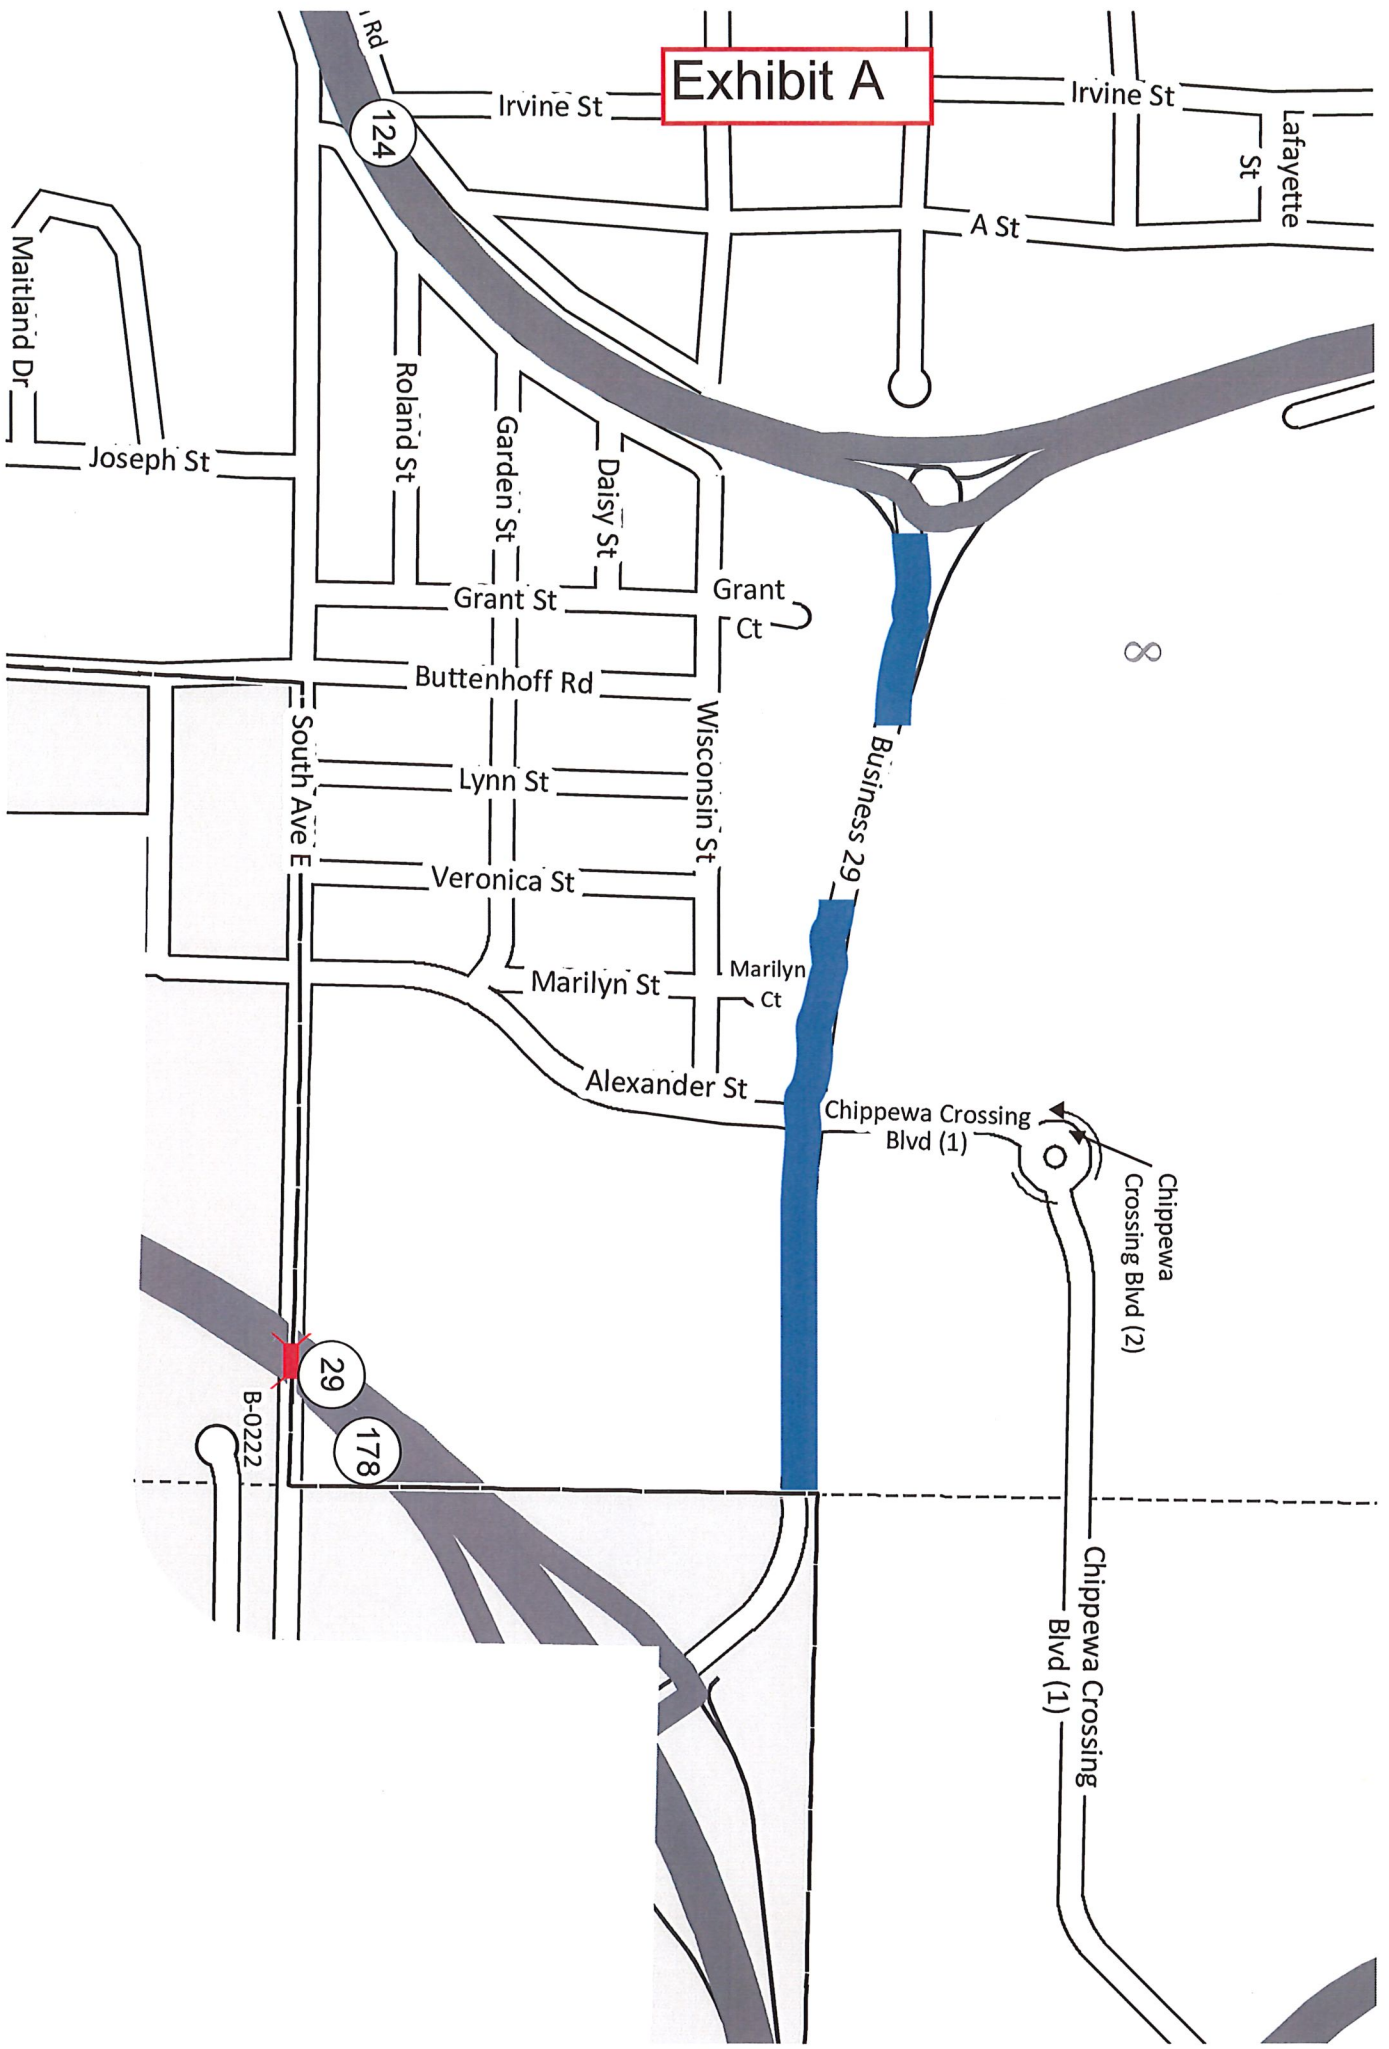 n Rd
Exhibit A
Irvine St
Irvine St
Lafayette
St
124
A St
Maitland Dr
Joseph St
Roland St
Garden St
Daisy St
Grant St
Grant
Ct
8
Buttenhoff Rd
South Ave E
Lynn St
Wisconsin St
Business 29
Veronica St
Marilyn St
Marilyn
Ct
Alexander St
Chippewa Crossing
Blvd (1)
Chippewa
Crossing Blvd (2)
29
178
B-0222
Chippewa Crossing
Blvd (1)